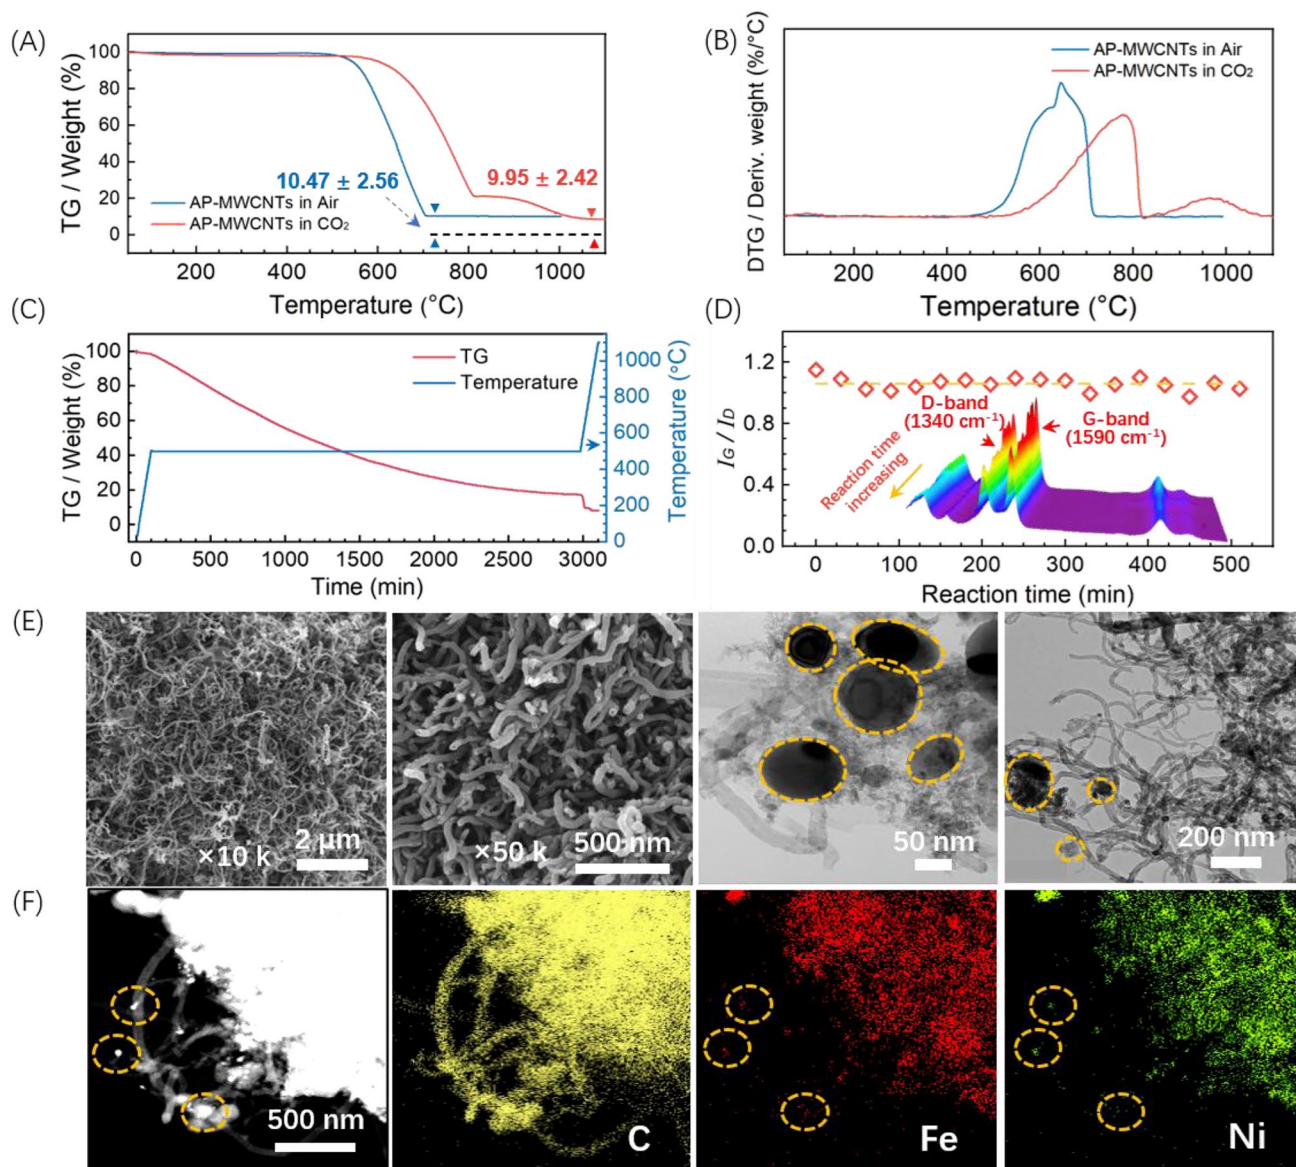 (A)
TG / Weight (%)
100
80
60
40
20
0
10.47 ± 2.56
9.95 ± 2.42
AP-MWCNTs in Air
AP-MWCNTs in CO₂
200
400
600
800
1000
Temperature (°C)
(B)
DTG / Deriv. weight (%/°C)
AP-MWCNTs in Air
AP-MWCNTs in CO₂
200
400
600
800
1000
Temperature (°C)
(C)
TG / Weight (%)
100
80
60
40
20
0
TG
Temperature
1000
800
600
400
200
0
Temperature (°C)
0
500
1000
1500
2000
2500
3000
Time (min)
(D)
I_G / I_D
1.2
0.8
0.4
0.0
D-band
(1340 cm⁻¹)
G-band
(1590 cm⁻¹)
Reaction time
increasing
0
100
200
300
400
500
Reaction time (min)
(E)
×10 k
2 μm
×50 k
500 nm
50 nm
200 nm
(F)
500 nm
C
Fe
Ni